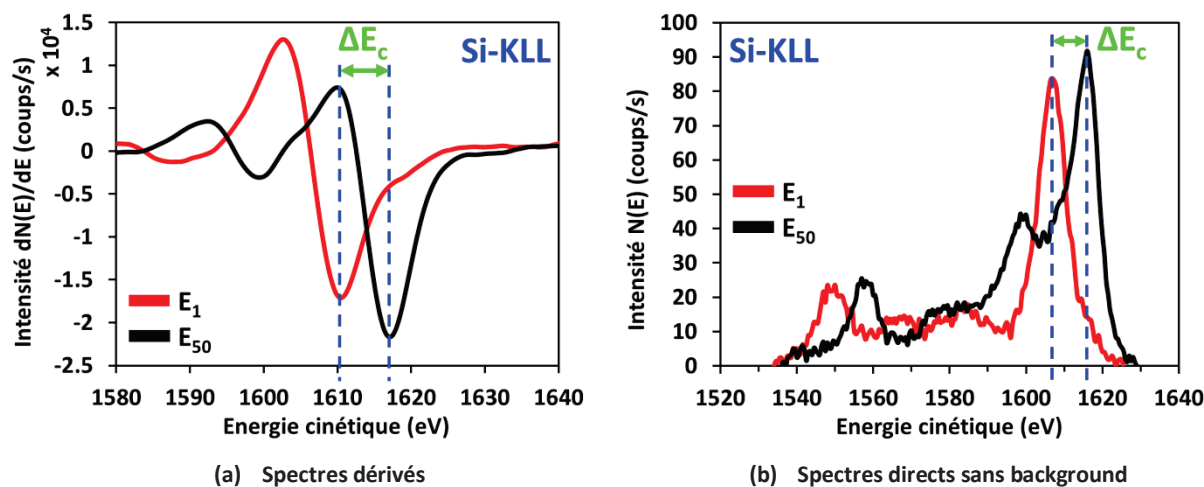 Intensité dN(E)/dE (coups/s)
x 10⁴
1.5
1
0.5
0
-0.5
-1
-1.5
-2
-2.5
ΔEc
Si-KLL
E1
E50
1580 1590 1600 1610 1620 1630 1640
Energie cinétique (eV)
(a) Spectres dérivés
Intensité N(E) (coups/s)
100
90
80
70
60
50
40
30
20
10
0
Si-KLL
ΔEc
E1
E50
1520 1540 1560 1580 1600 1620 1640
Energie cinétique (eV)
(b) Spectres directs sans background